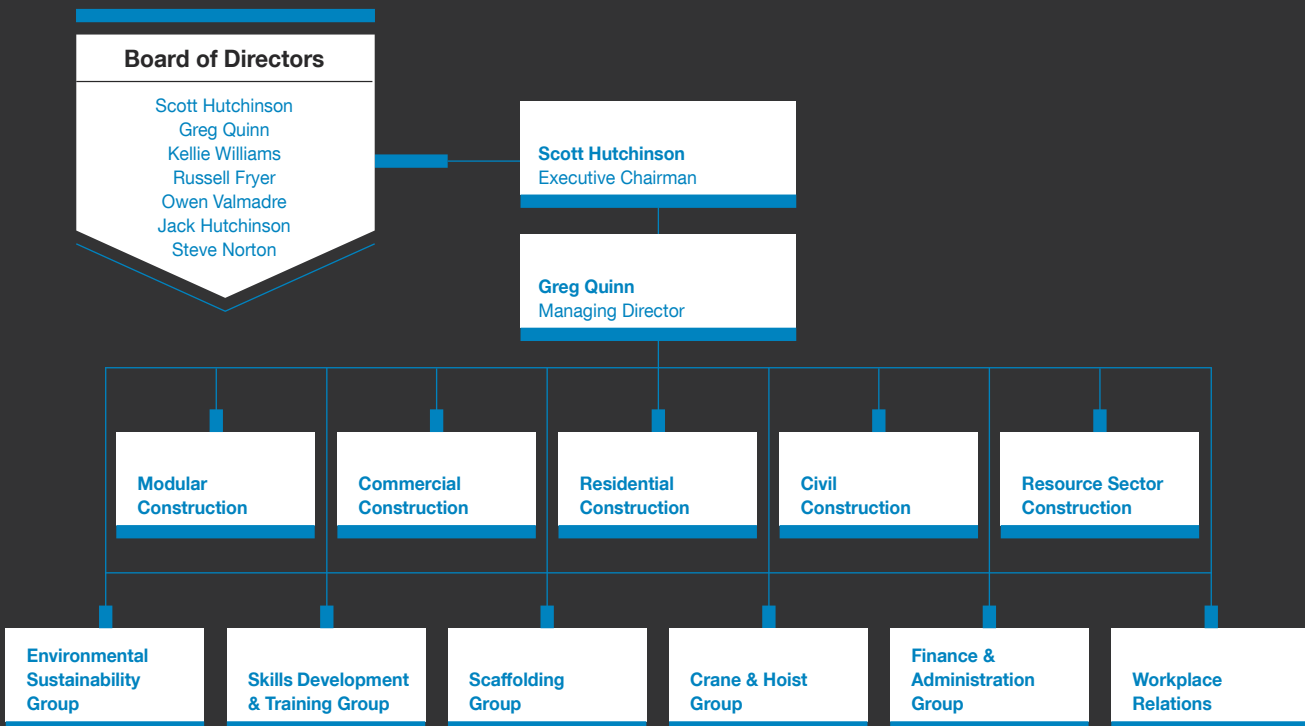 Board of Directors
Scott Hutchinson
Greg Quinn
Kellie Williams
Russell Fryer
Owen Valmadre
Jack Hutchinson
Steve Norton
Scott Hutchinson
Executive Chairman
Greg Quinn
Managing Director
Modular
Construction
Commercial
Construction
Residential
Construction
Civil
Construction
Resource Sector
Construction
Environmental
Sustainability
Group
Skills Development
& Training Group
Scaffolding
Group
Crane & Hoist
Group
Finance &
Administration
Group
Workplace
Relations